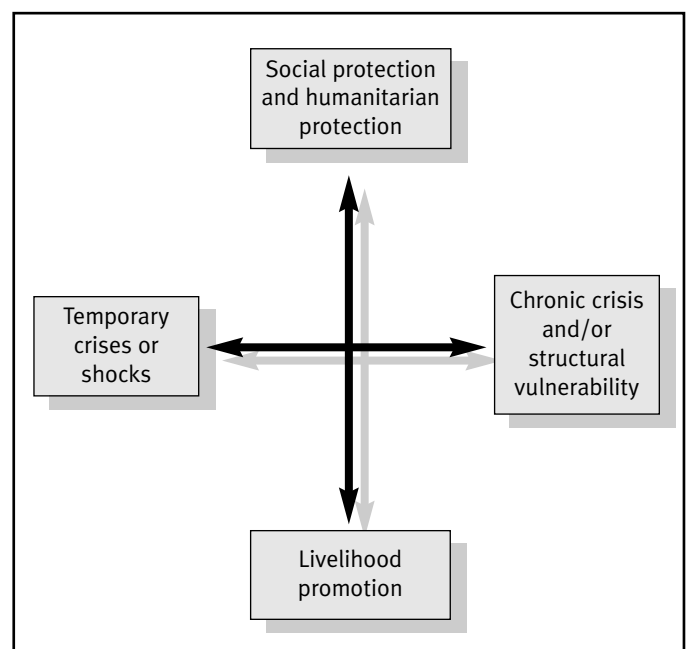 Social protection
and humanitarian
protection
Temporary
crises or
shocks
Chronic crisis
and/or
structural
vulnerability
Livelihood
promotion